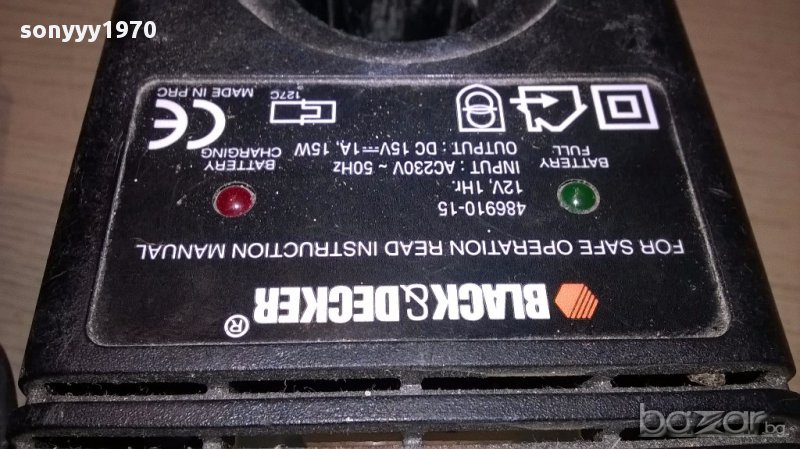 sonyyy1970
BLACK&DECKER®
FOR SAFE OPERATION READ INSTRUCTION MANUAL
486910-15
12V, 1Hr.
INPUT : AC230V ~ 50Hz
OUTPUT : DC 15V⎓1A, 15W
BATTERY
FULL
BATTERY
CHARGING
127C
CE
MADE IN PRC
bazar.bg